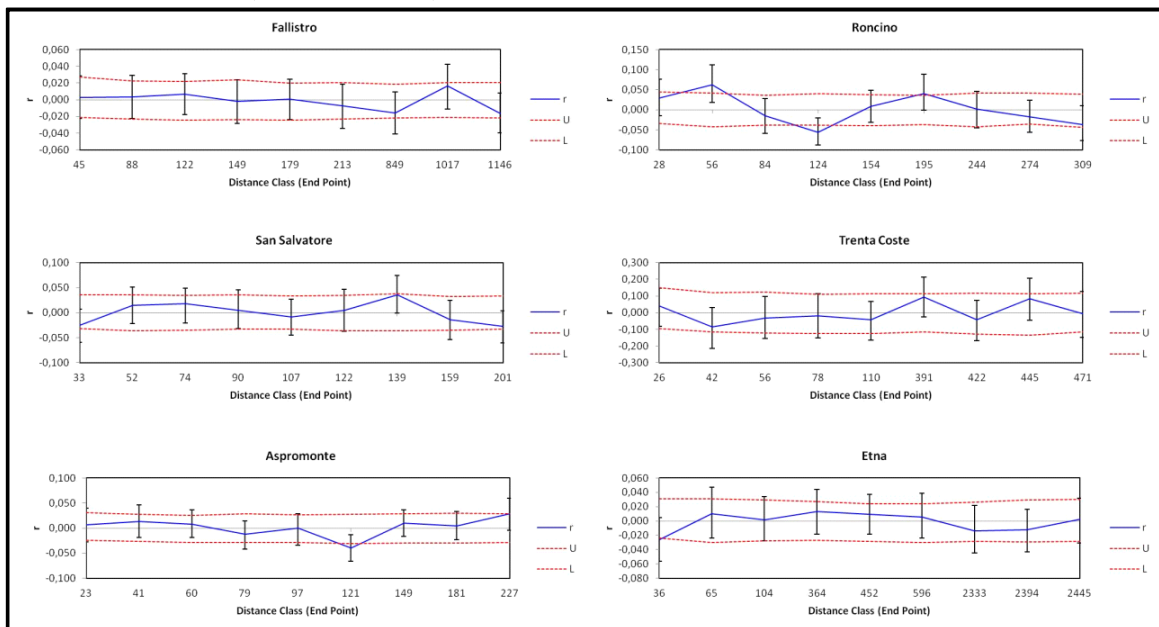 Fallistro
0,060
0,040
0,020
0,000
-0,020
-0,040
-0,060
r
45 88 122 149 179 213 849 1017 1146
Distance Class (End Point)
r
U
L
Roncino
0,150
0,100
0,050
0,000
-0,050
-0,100
r
28 56 84 124 154 195 244 274 309
Distance Class (End Point)
r
U
L
San Salvatore
0,100
0,050
0,000
-0,050
-0,100
r
33 52 74 90 107 122 139 159 201
Distance Class (End Point)
r
U
L
Trenta Coste
0,300
0,200
0,100
0,000
-0,100
-0,200
-0,300
r
26 42 56 78 110 391 422 445 471
Distance Class (End Point)
r
U
L
Aspromonte
0,100
0,050
0,000
-0,050
-0,100
r
23 41 60 79 97 121 149 181 227
Distance Class (End Point)
r
U
L
Etna
0,060
0,040
0,020
0,000
-0,020
-0,040
-0,060
-0,080
r
36 65 104 364 452 596 2333 2394 2445
Distance Class (End Point)
r
U
L